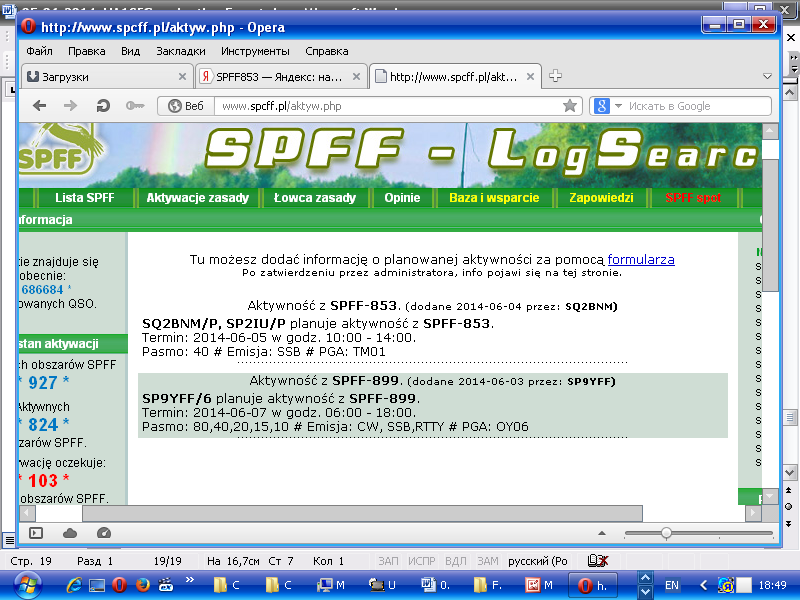 http://www.spcff.pl/aktyw.php - Opera
Файл Правка Вид Закладки Инструменты Справка
Загрузки
SPFF853 — Яндекс: на...
http://www.spcff.pl/akt...
Веб
www.spcff.pl/aktyw.php
Искать в Google
SPFF
SPFF - LogSearc
Lista SPFF
Aktywacje zasady
Łowca zasady
Opinie
Baza i wsparcie
Zapowiedzi
SPFF spot
nformacja
ie znajduje się
obecnie:
686684 *
owanych QSO.
stan aktywacji
ch obszarów SPFF
* 927 *
Aktywnych
* 824 *
zarów SPFF.
wację oczekuje:
* 103 *
obszarów SPFF.
Tu możesz dodać informację o planowanej aktywności za pomocą formularza
Po zatwierdzeniu przez administratora, info pojawi się na tej stronie.
Aktywność z SPFF-853. (dodane 2014-06-04 przez: SQ2BNM)
SQ2BNM/P, SP2IU/P planuje aktywność z SPFF-853.
Termin: 2014-06-05 w godz. 10:00 - 14:00.
Pasmo: 40 # Emisja: SSB # PGA: TM01
Aktywność z SPFF-899. (dodane 2014-06-03 przez: SP9YFF)
SP9YFF/6 planuje aktywność z SPFF-899.
Termin: 2014-06-07 w godz. 06:00 - 18:00.
Pasmo: 80,40,20,15,10 # Emisja: CW, SSB,RTTY # PGA: OY06
Стр. 19 Разд 1 19/19 На 16,7см Ст 7 Кол 1 ЗАП ИСПР ВДЛ ЗАМ русский (Ро
С
С
М
U
0.
F.
М
h.
EN
18:49